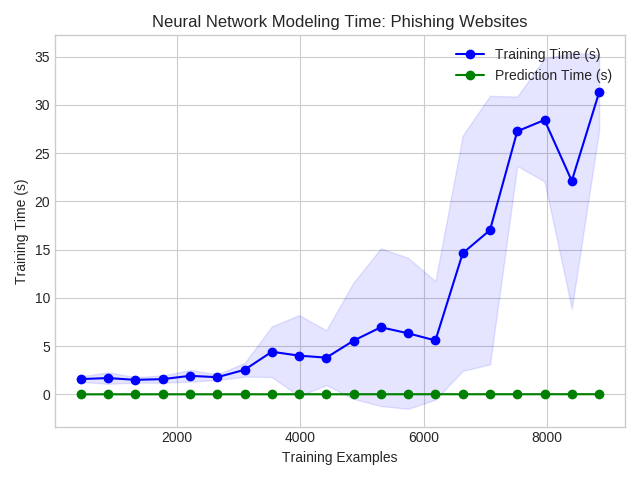 Neural Network Modeling Time: Phishing Websites
Training Time (s)
Prediction Time (s)
35
30
25
20
15
10
5
0
Training Time (s)
2000
4000
6000
8000
Training Examples